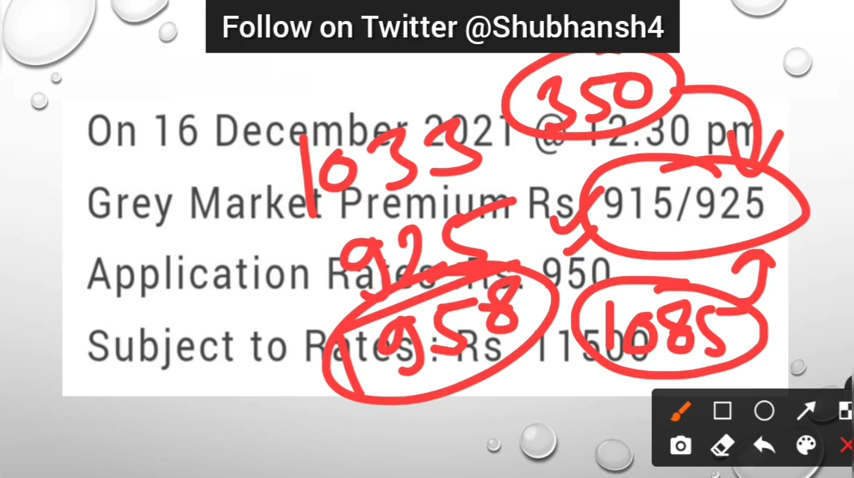 Follow on Twitter @Shubhansh4
350
On 16 December 2021 @ 12.30 pm
1033
Grey Market Premium Rs 915/925
925
Application Rates Rs. 950
958 1085
Subject to Rates : Rs 11500